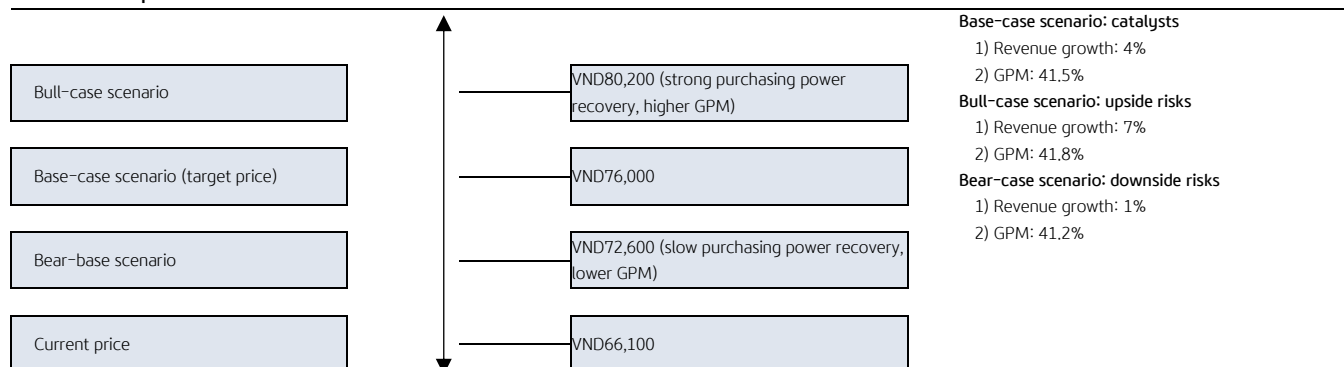 Bull-case scenario
VND80,200 (strong purchasing power
recovery, higher GPM)
Base-case scenario (target price)
VND76,000
Bear-base scenario
VND72,600 (slow purchasing power recovery,
lower GPM)
Current price
VND66,100
Base-case scenario: catalysts
1) Revenue growth: 4%
2) GPM: 41.5%
Bull-case scenario: upside risks
1) Revenue growth: 7%
2) GPM: 41.8%
Bear-case scenario: downside risks
1) Revenue growth: 1%
2) GPM: 41.2%